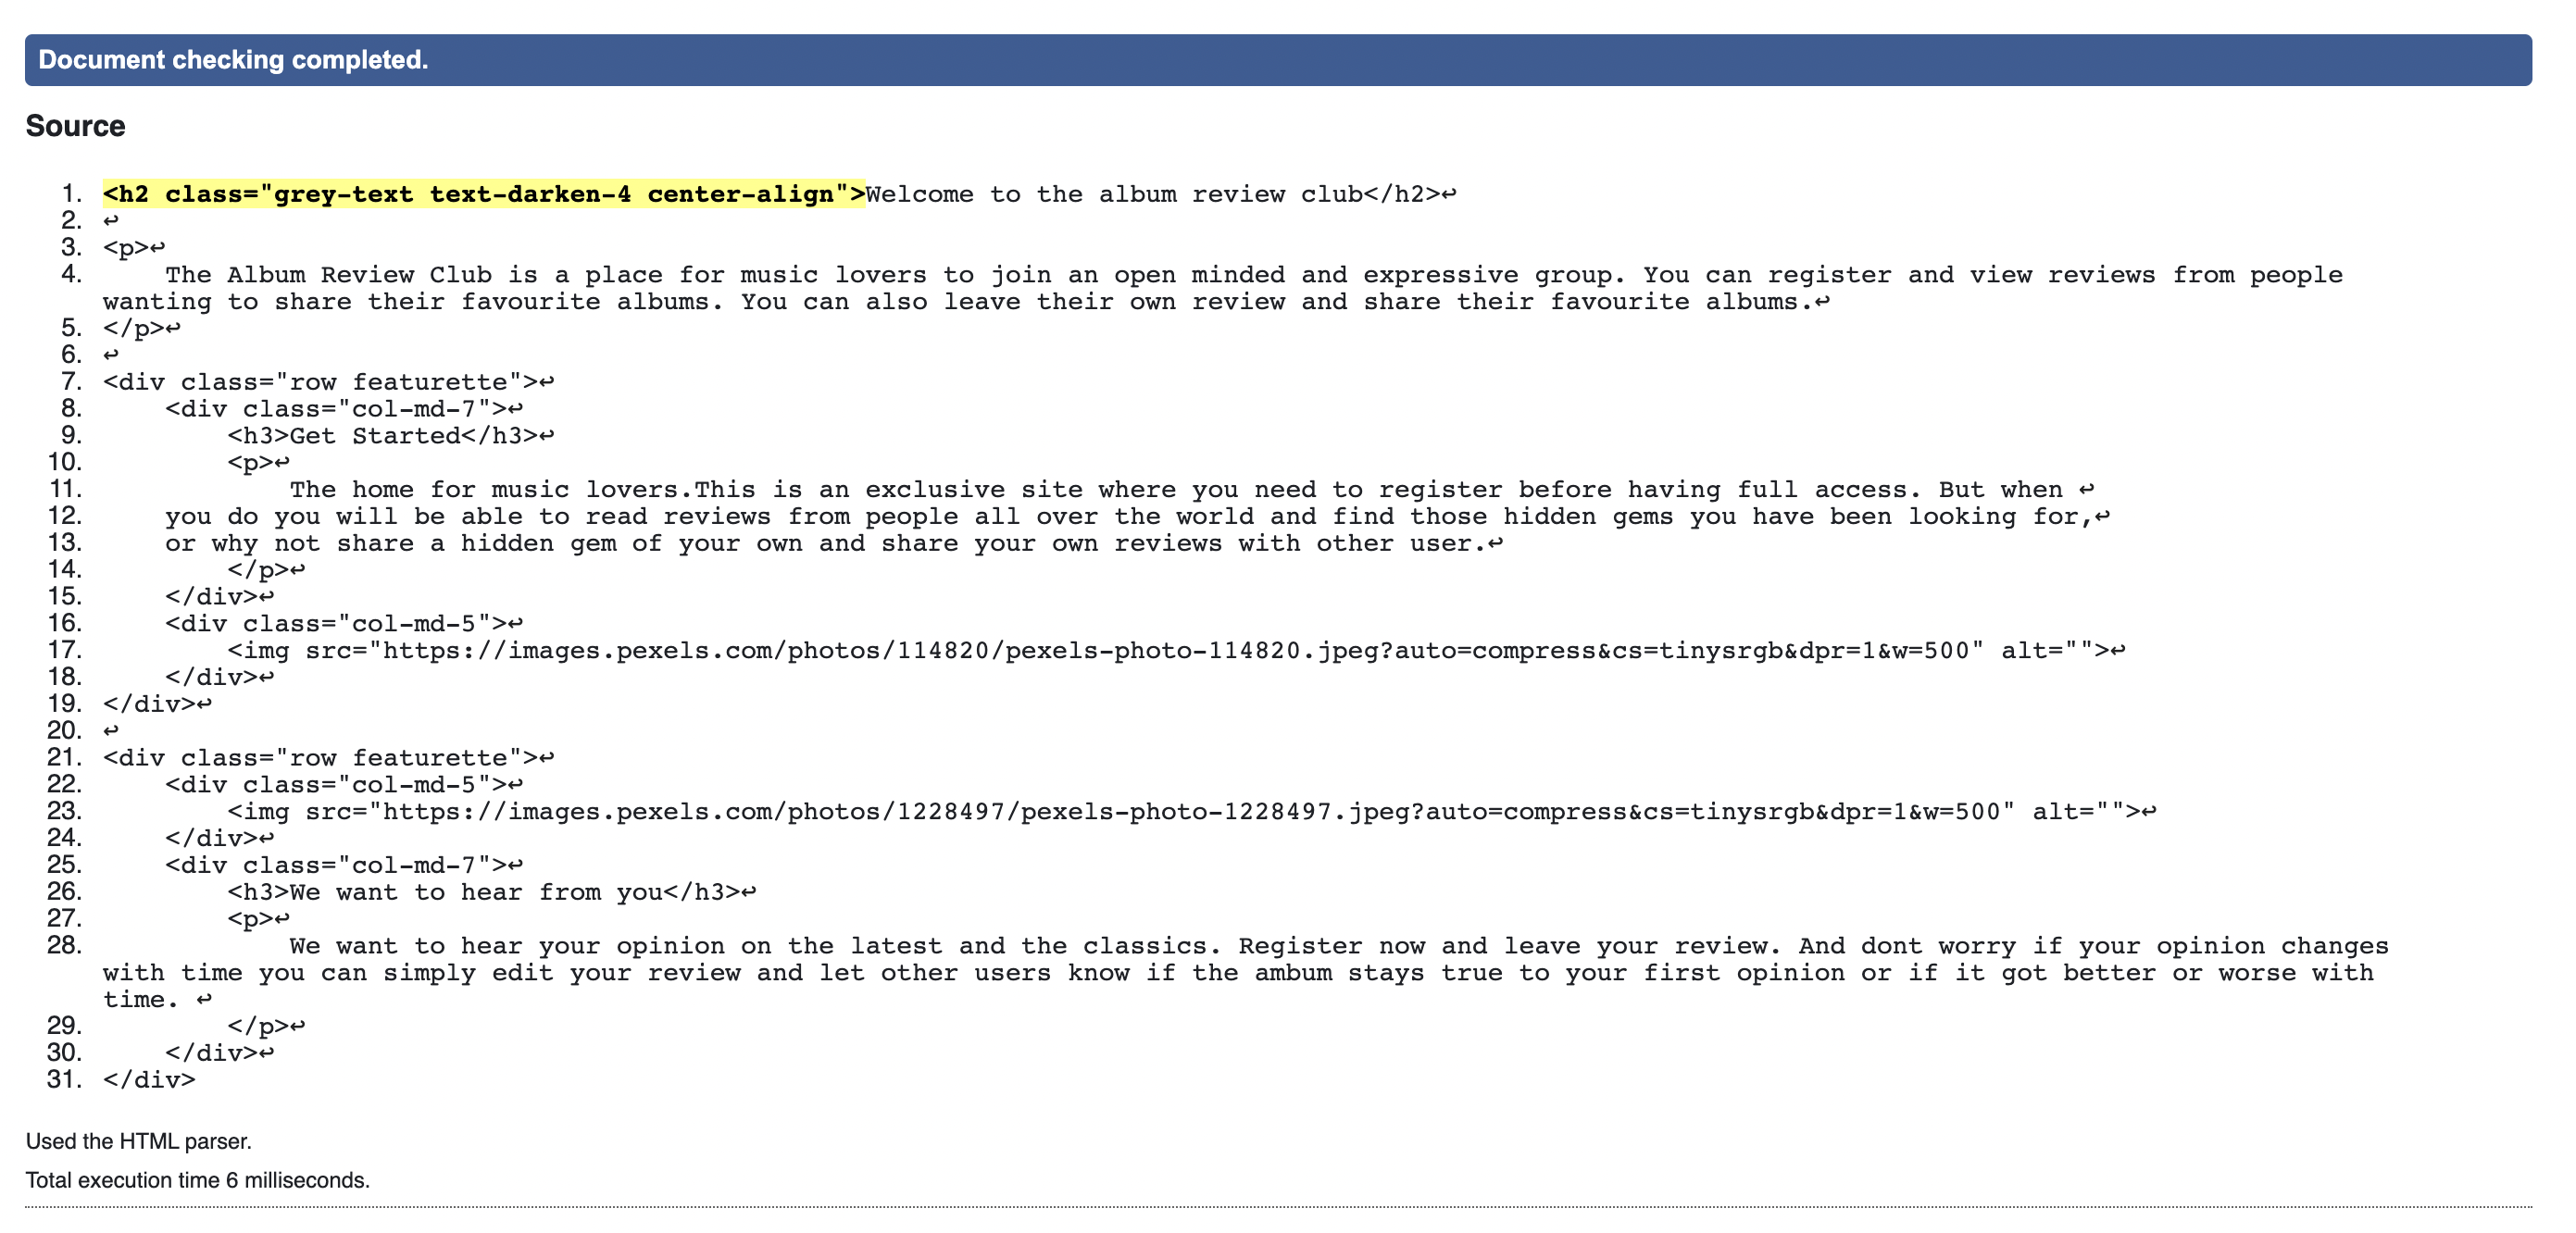 Document checking completed.
Source
1. <h2 class="grey-text text-darken-4 center-align">Welcome to the album review club</h2>↩
2. ↩
3. <p>↩
4. The Album Review Club is a place for music lovers to join an open minded and expressive group. You can register and view reviews from people
wanting to share their favourite albums. You can also leave their own review and share their favourite albums.↩
5. </p>↩
6. ↩
7. <div class="row featurette">↩
8. <div class="col-md-7">↩
9. <h3>Get Started</h3>↩
10. <p>↩
11. The home for music lovers.This is an exclusive site where you need to register before having full access. But when ↩
12. you do you will be able to read reviews from people all over the world and find those hidden gems you have been looking for,↩
13. or why not share a hidden gem of your own and share your own reviews with other user.↩
14. </p>↩
15. </div>↩
16. <div class="col-md-5">↩
17. <img src="https://images.pexels.com/photos/114820/pexels-photo-114820.jpeg?auto=compress&cs=tinysrgb&dpr=1&w=500" alt="">↩
18. </div>↩
19. </div>↩
20. ↩
21. <div class="row featurette">↩
22. <div class="col-md-5">↩
23. <img src="https://images.pexels.com/photos/1228497/pexels-photo-1228497.jpeg?auto=compress&cs=tinysrgb&dpr=1&w=500" alt="">↩
24. </div>↩
25. <div class="col-md-7">↩
26. <h3>We want to hear from you</h3>↩
27. <p>↩
28. We want to hear your opinion on the latest and the classics. Register now and leave your review. And dont worry if your opinion changes
with time you can simply edit your review and let other users know if the ambum stays true to your first opinion or if it got better or worse with
time. ↩
29. </p>↩
30. </div>↩
31. </div>
Used the HTML parser.
Total execution time 6 milliseconds.